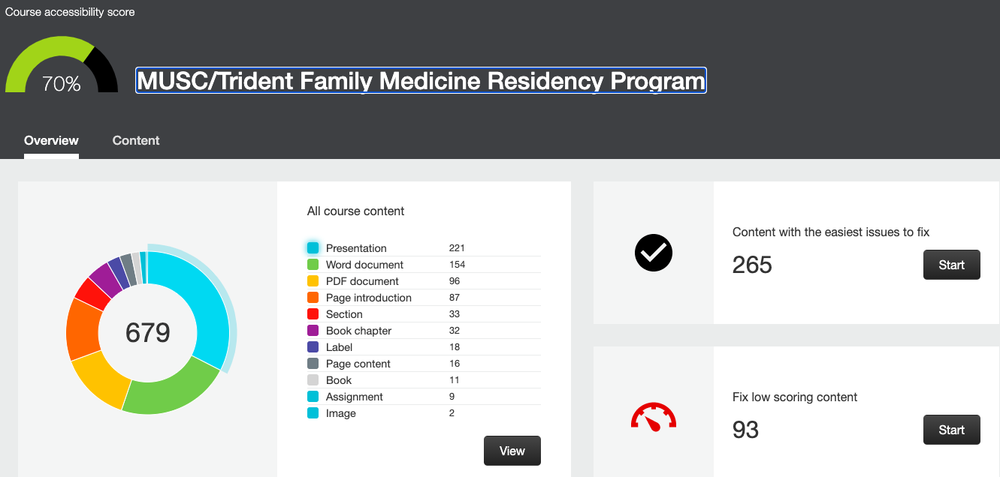 Course accessibility score
70%
MUSC/Trident Family Medicine Residency Program
Overview Content
679
All course content
Presentation 221
Word document 154
PDF document 96
Page introduction 87
Section 33
Book chapter 32
Label 18
Page content 16
Book 11
Assignment 9
Image 2
View
Content with the easiest issues to fix
265 Start
Fix low scoring content
93 Start